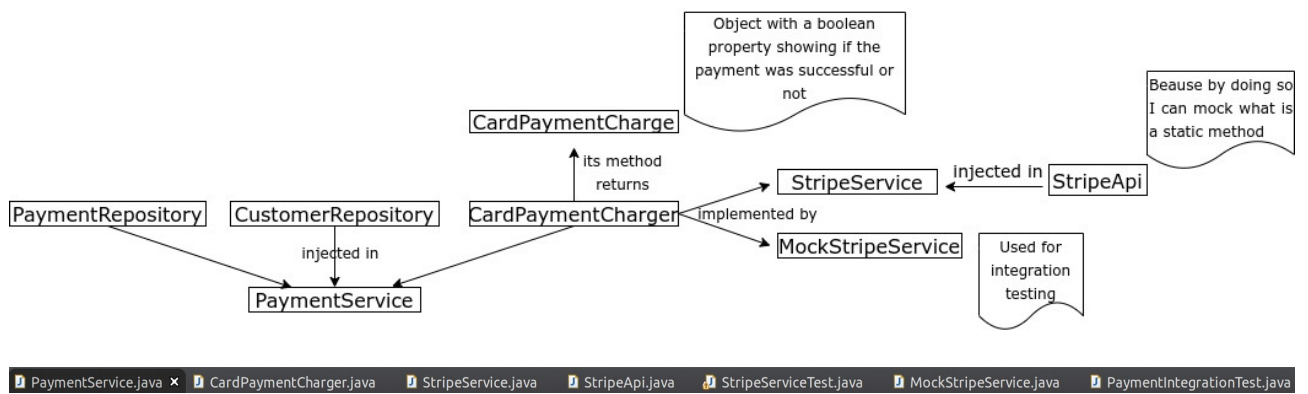 Object with a boolean
property showing if the
payment was successful or
not
Beause by doing so
I can mock what is
a static method
CardPaymentCharge
its method
returns
StripeService
injected in
StripeApi
PaymentRepository
CustomerRepository
CardPaymentCharger
implemented by
MockStripeService
Used for
integration
testing
injected in
PaymentService
PaymentService.java × CardPaymentCharger.java StripeService.java StripeApi.java StripeServiceTest.java MockStripeService.java PaymentIntegrationTest.java